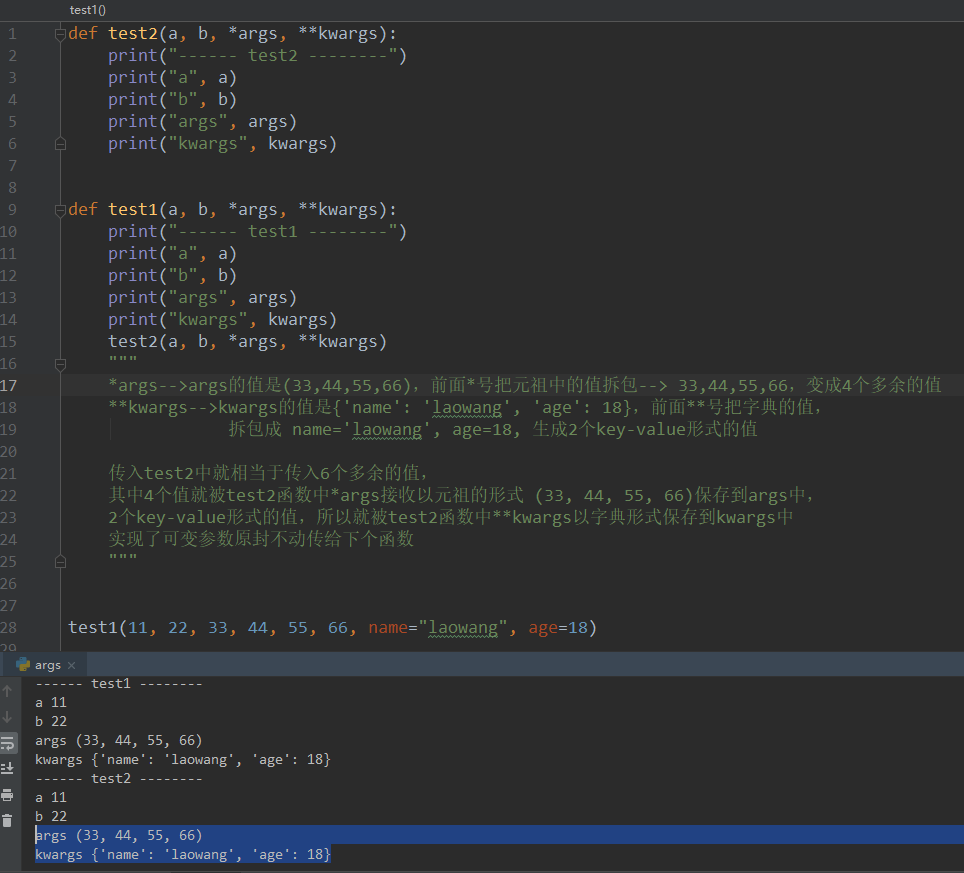 test1()
1 def test2(a, b, *args, **kwargs):
2     print("------ test2 --------")
3     print("a", a)
4     print("b", b)
5     print("args", args)
6     print("kwargs", kwargs)
7
8
9 def test1(a, b, *args, **kwargs):
10     print("------ test1 --------")
11     print("a", a)
12     print("b", b)
13     print("args", args)
14     print("kwargs", kwargs)
15     test2(a, b, *args, **kwargs)
16     """
17     *args-->args的值是(33,44,55,66)，前面*号把元祖中的值拆包--> 33,44,55,66，变成4个多余的值
18     **kwargs-->kwargs的值是{'name': 'laowang', 'age': 18}，前面**号把字典的值，
19                 拆包成 name='laowang', age=18, 生成2个key-value形式的值
20
21     传入test2中就相当于传入6个多余的值，
22     其中4个值就被test2函数中*args接收以元祖的形式 (33, 44, 55, 66)保存到args中，
23     2个key-value形式的值，所以就被test2函数中**kwargs以字典形式保存到kwargs中
24     实现了可变参数原封不动传给下个函数
25     """
26
27
28 test1(11, 22, 33, 44, 55, 66, name="laowang", age=18)
29
args ×
------ test1 --------
a 11
b 22
args (33, 44, 55, 66)
kwargs {'name': 'laowang', 'age': 18}
------ test2 --------
a 11
b 22
args (33, 44, 55, 66)
kwargs {'name': 'laowang', 'age': 18}